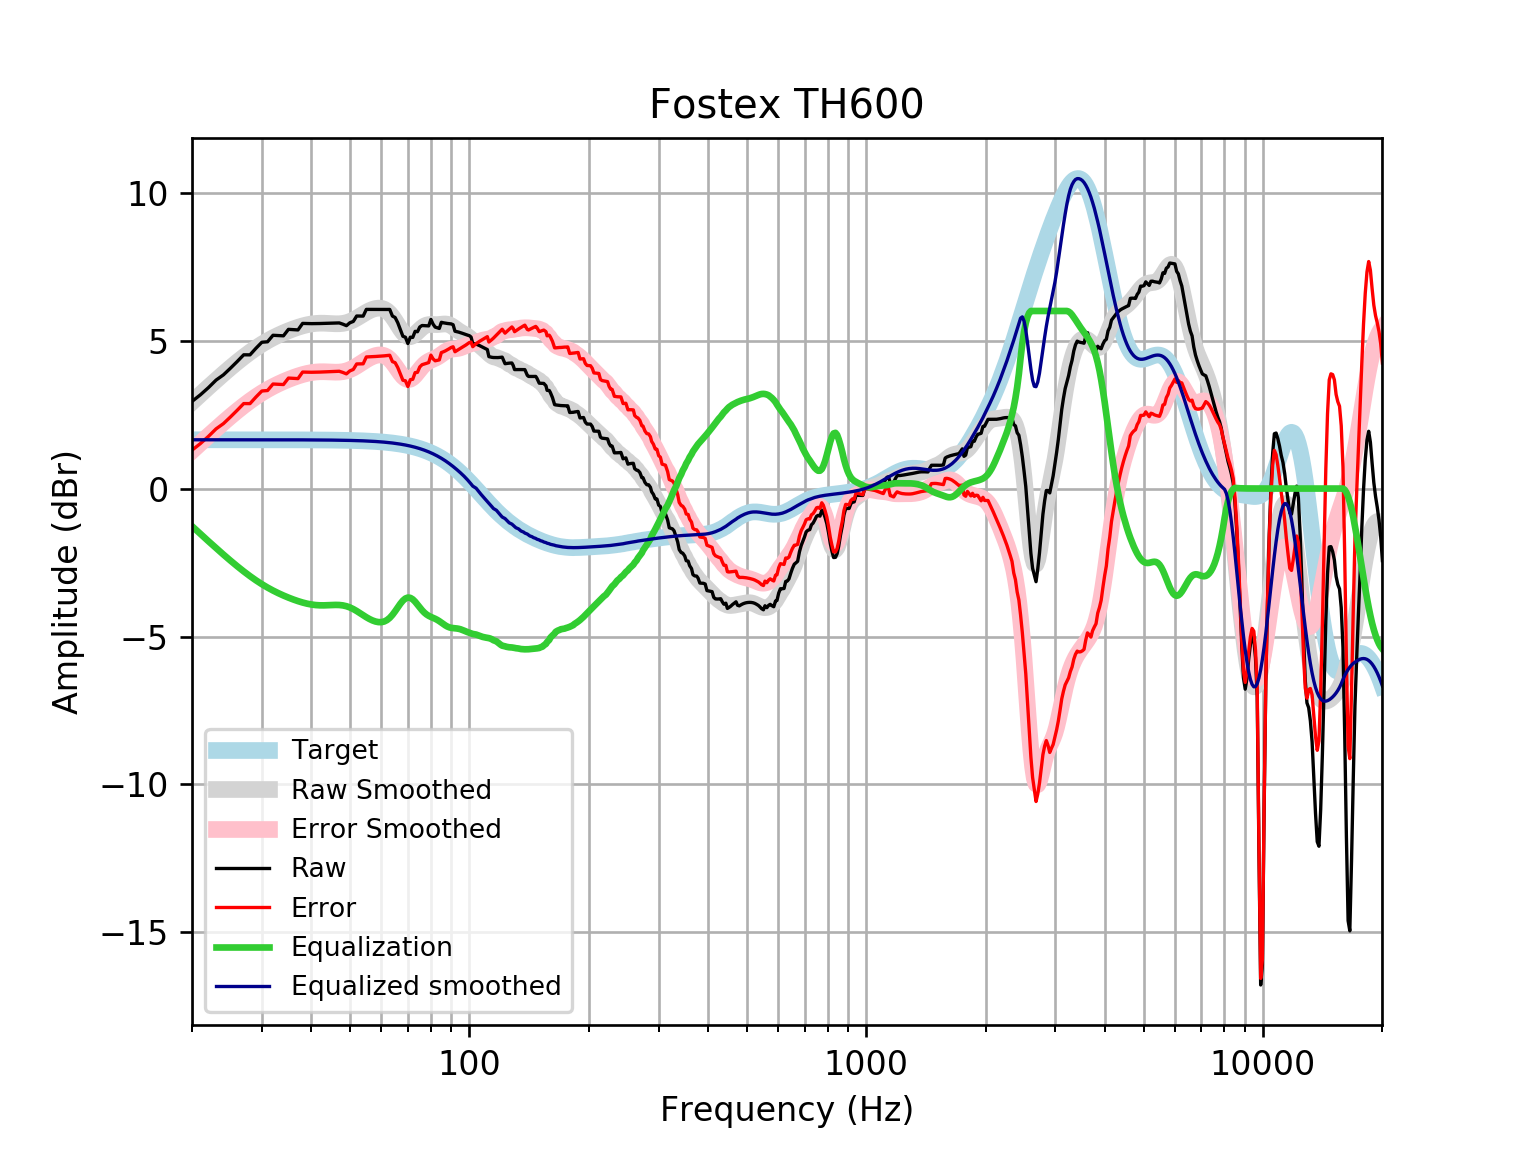 Fostex TH600
10
5
0
−5
−10
−15
Amplitude (dBr)
Target
Raw Smoothed
Error Smoothed
Raw
Error
Equalization
Equalized smoothed
100 1000 10000
Frequency (Hz)